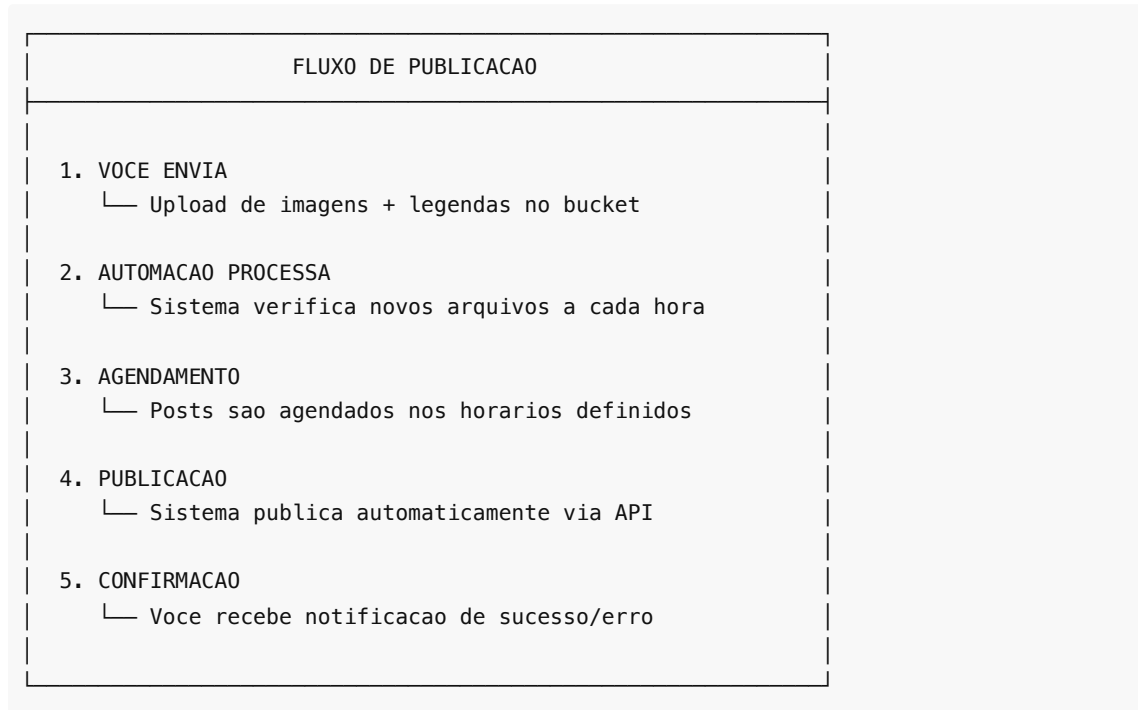 FLUXO DE PUBLICACAO
1. VOCE ENVIA
└── Upload de imagens + legendas no bucket
2. AUTOMACAO PROCESSA
└── Sistema verifica novos arquivos a cada hora
3. AGENDAMENTO
└── Posts sao agendados nos horarios definidos
4. PUBLICACAO
└── Sistema publica automaticamente via API
5. CONFIRMACAO
└── Voce recebe notificacao de sucesso/erro